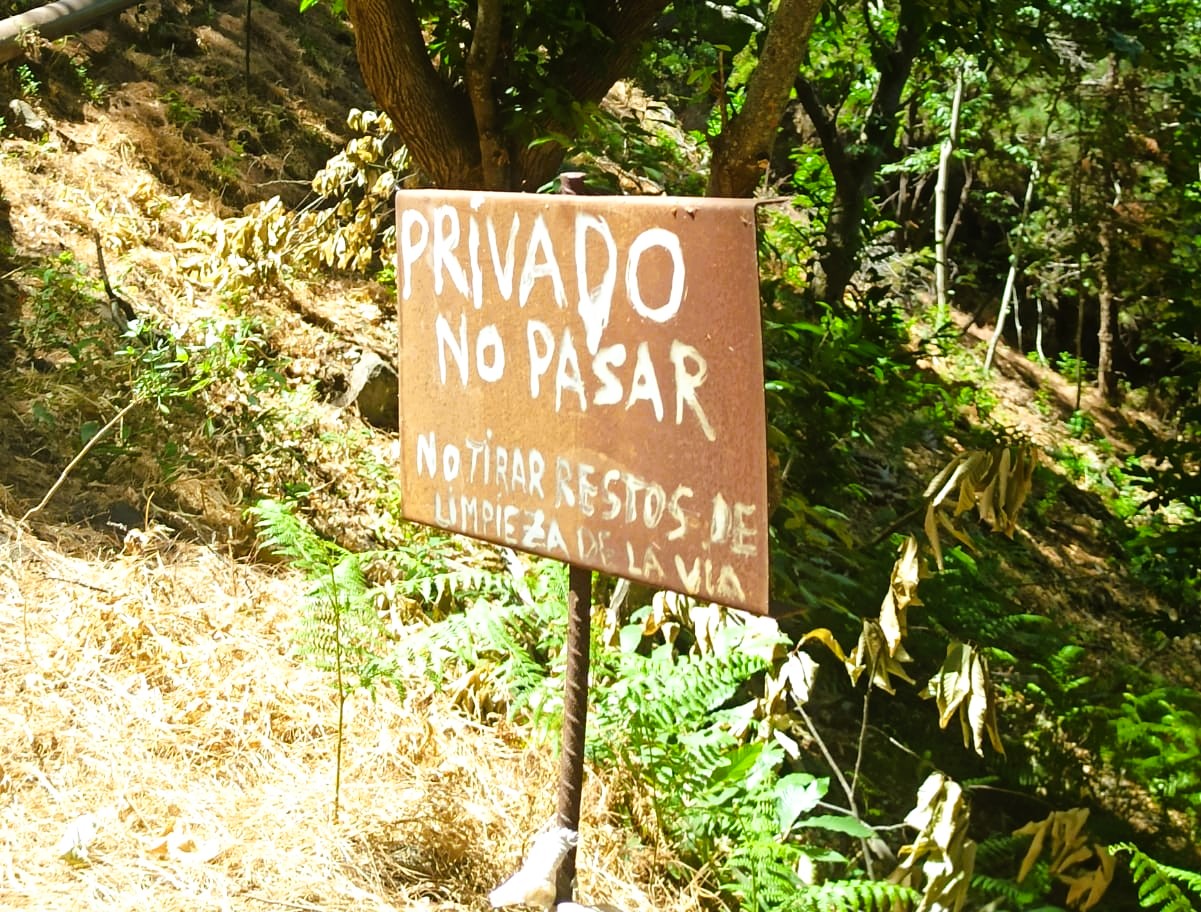 PRIVADO
NO PASAR
NO TIRAR RESTOS DE
LIMPIEZA DE LA VIA